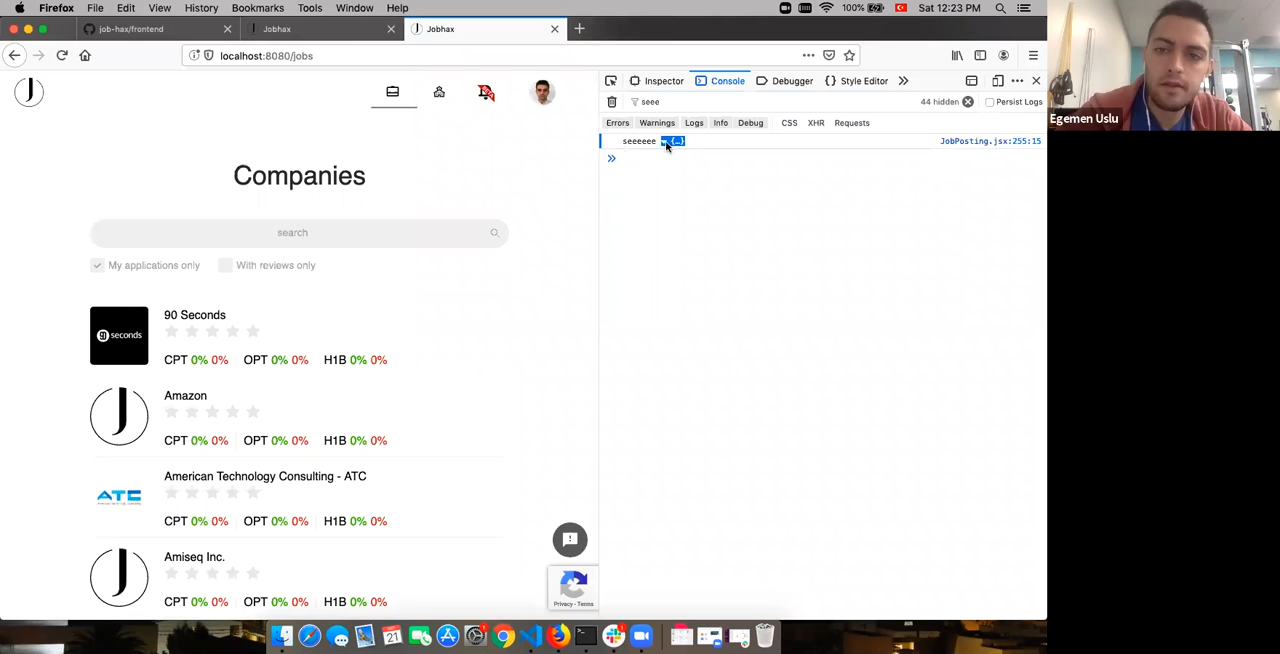 Firefox File Edit View History Bookmarks Tools Window Help 100% Sat 12:23 PM
job-hax/frontend Jobhax Jobhax
localhost:8080/jobs
Inspector Console Debugger Style Editor
seee 44 hidden Persist Logs
Errors Warnings Logs Info Debug CSS XHR Requests
seeeeee {…} JobPosting.jsx:255:15
Egemen Uslu
J
Companies
search
My applications only With reviews only
90 seconds
90 Seconds
CPT 0% 0% OPT 0% 0% H1B 0% 0%
J
Amazon
CPT 0% 0% OPT 0% 0% H1B 0% 0%
ATC
American Technology Consulting - ATC
CPT 0% 0% OPT 0% 0% H1B 0% 0%
J
Amiseq Inc.
CPT 0% 0% OPT 0% 0% H1B 0% 0%
Privacy - Terms
21